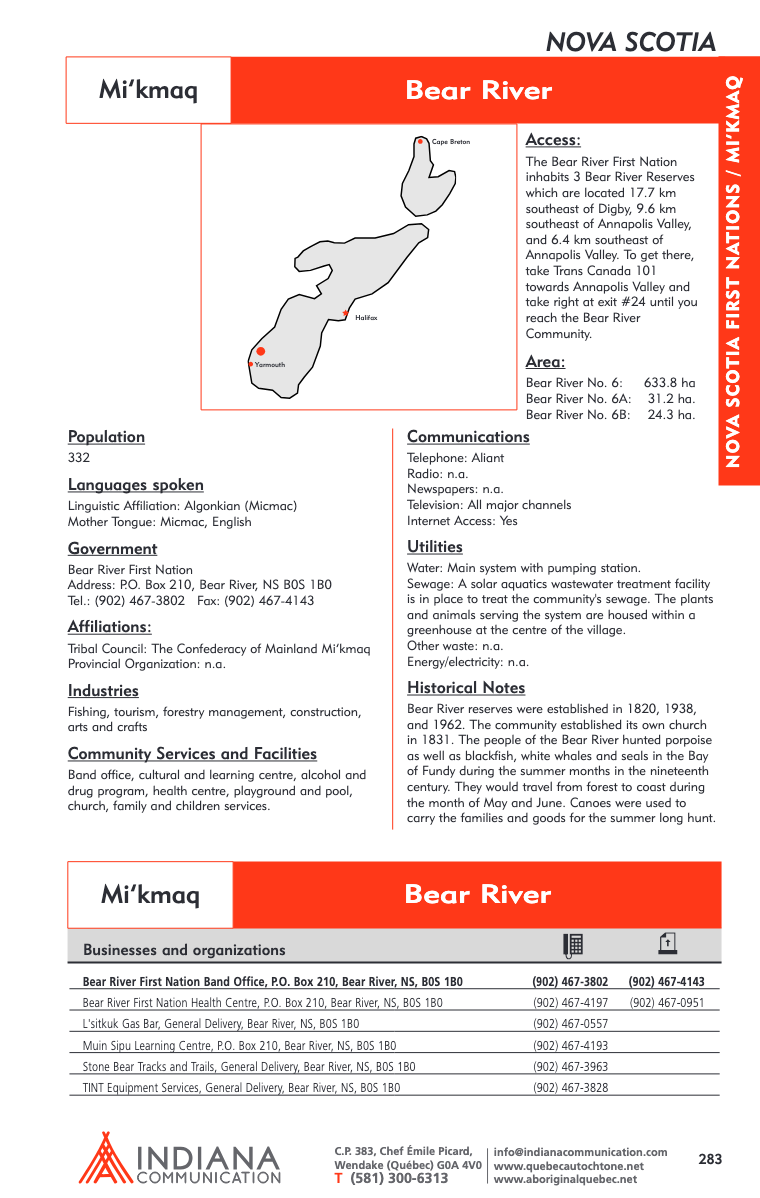 NOVA SCOTIA
Mi'kmaq
Bear River
NOVA SCOTIA FIRST NATIONS / MI'KMAQ
Cape Breton
Halifax
Yarmouth
Access:
The Bear River First Nation
inhabits 3 Bear River Reserves
which are located 17.7 km
southeast of Digby, 9.6 km
southeast of Annapolis Valley,
and 6.4 km southeast of
Annapolis Valley. To get there,
take Trans Canada 101
towards Annapolis Valley and
take right at exit #24 until you
reach the Bear River
Community.
Area:
Bear River No. 6: 633.8 ha
Bear River No. 6A: 31.2 ha.
Bear River No. 6B: 24.3 ha.
Population
332
Languages spoken
Linguistic Affiliation: Algonkian (Micmac)
Mother Tongue: Micmac, English
Government
Bear River First Nation
Address: P.O. Box 210, Bear River, NS B0S 1B0
Tel.: (902) 467-3802 Fax: (902) 467-4143
Affiliations:
Tribal Council: The Confederacy of Mainland Mi'kmaq
Provincial Organization: n.a.
Industries
Fishing, tourism, forestry management, construction,
arts and crafts
Community Services and Facilities
Band office, cultural and learning centre, alcohol and
drug program, health centre, playground and pool,
church, family and children services.
Communications
Telephone: Aliant
Radio: n.a.
Newspapers: n.a.
Television: All major channels
Internet Access: Yes
Utilities
Water: Main system with pumping station.
Sewage: A solar aquatics wastewater treatment facility
is in place to treat the community's sewage. The plants
and animals serving the system are housed within a
greenhouse at the centre of the village.
Other waste: n.a.
Energy/electricity: n.a.
Historical Notes
Bear River reserves were established in 1820, 1938,
and 1962. The community established its own church
in 1831. The people of the Bear River hunted porpoise
as well as blackfish, white whales and seals in the Bay
of Fundy during the summer months in the nineteenth
century. They would travel from forest to coast during
the month of May and June. Canoes were used to
carry the families and goods for the summer long hunt.
Mi'kmaq
Bear River
Businesses and organizations
Bear River First Nation Band Office, P.O. Box 210, Bear River, NS, B0S 1B0 (902) 467-3802 (902) 467-4143
Bear River First Nation Health Centre, P.O. Box 210, Bear River, NS, B0S 1B0 (902) 467-4197 (902) 467-0951
L'sitkuk Gas Bar, General Delivery, Bear River, NS, B0S 1B0 (902) 467-0557
Muin Sipu Learning Centre, P.O. Box 210, Bear River, NS, B0S 1B0 (902) 467-4193
Stone Bear Tracks and Trails, General Delivery, Bear River, NS, B0S 1B0 (902) 467-3963
TINT Equipment Services, General Delivery, Bear River, NS, B0S 1B0 (902) 467-3828
INDIANA
COMMUNICATION
C.P. 383, Chef Émile Picard,
Wendake (Québec) G0A 4V0
T (581) 300-6313
info@indianacommunication.com
www.quebecautochtone.net
www.aboriginalquebec.net
283